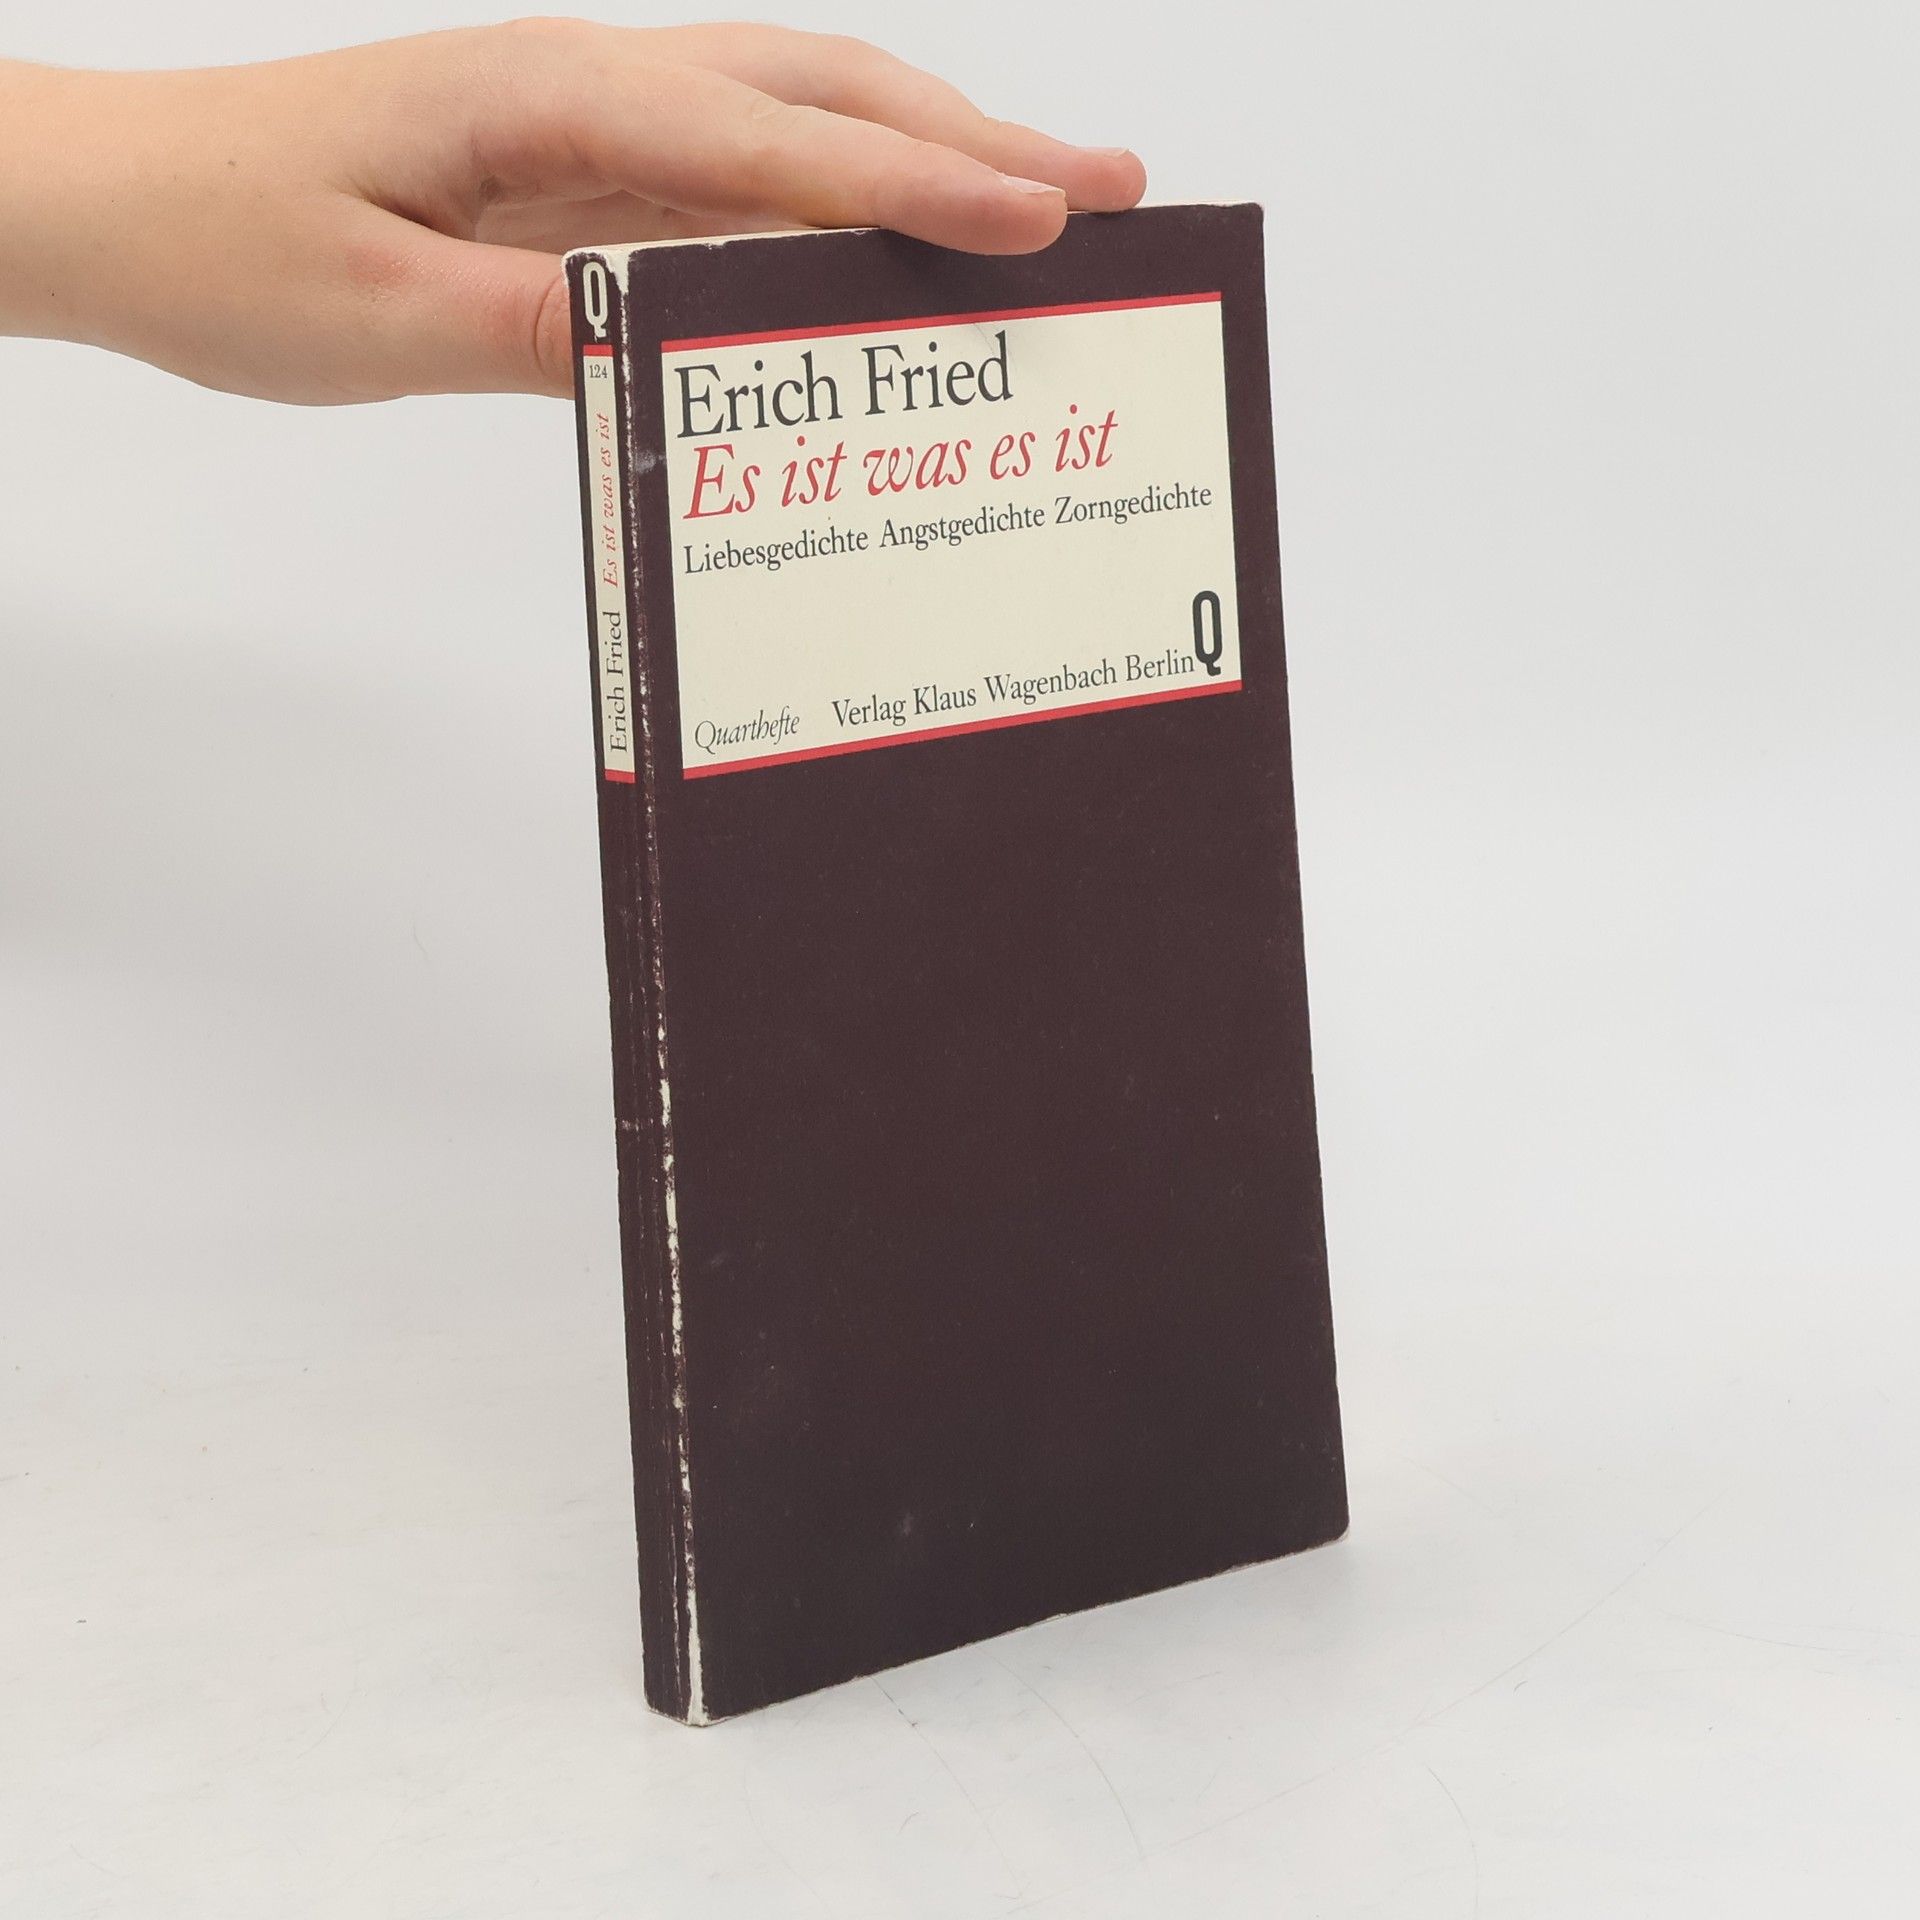 Q
124
Erich Fried Es ist was es ist
Erich Fried
Es ist was es ist
Liebesgedichte Angstgedichte Zorngedichte
Quarthefte Verlag Klaus Wagenbach Berlin Q